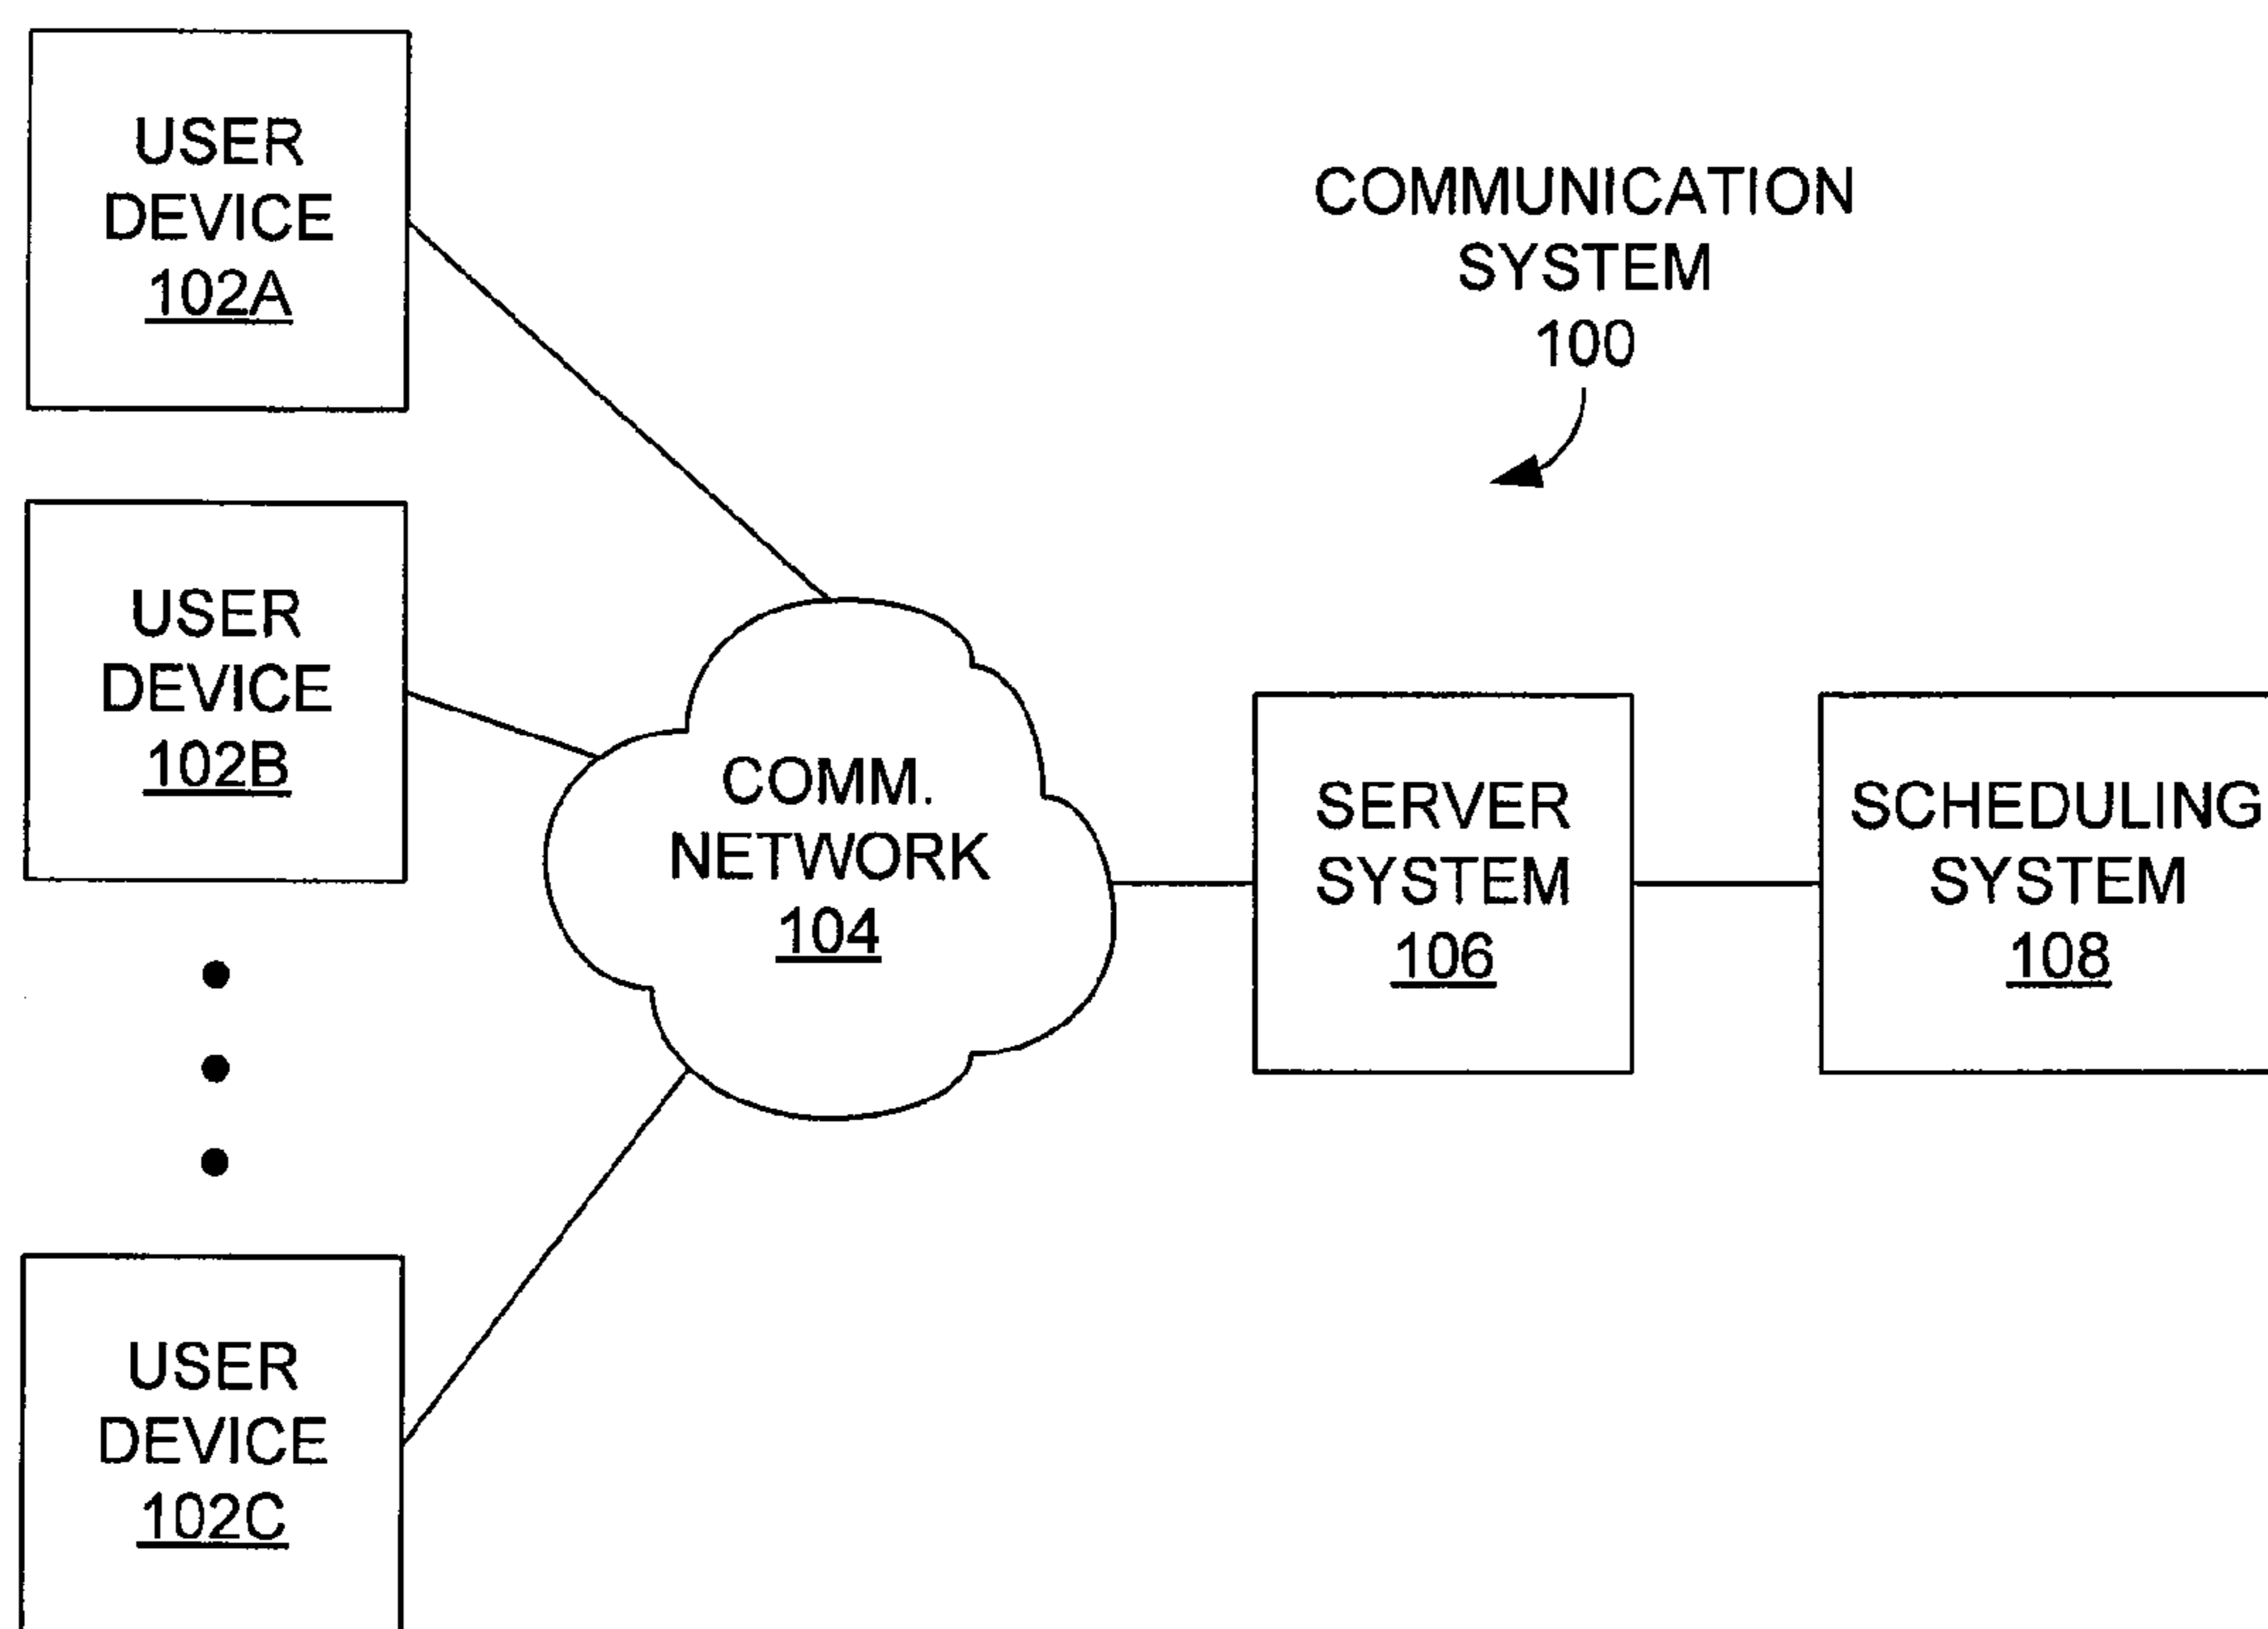 USER
DEVICE
102A
COMMUNICATION
SYSTEM
100
USER
DEVICE
102B
COMM.
NETWORK
104
SERVER
SYSTEM
106
SCHEDULING
SYSTEM
108
USER
DEVICE
102C